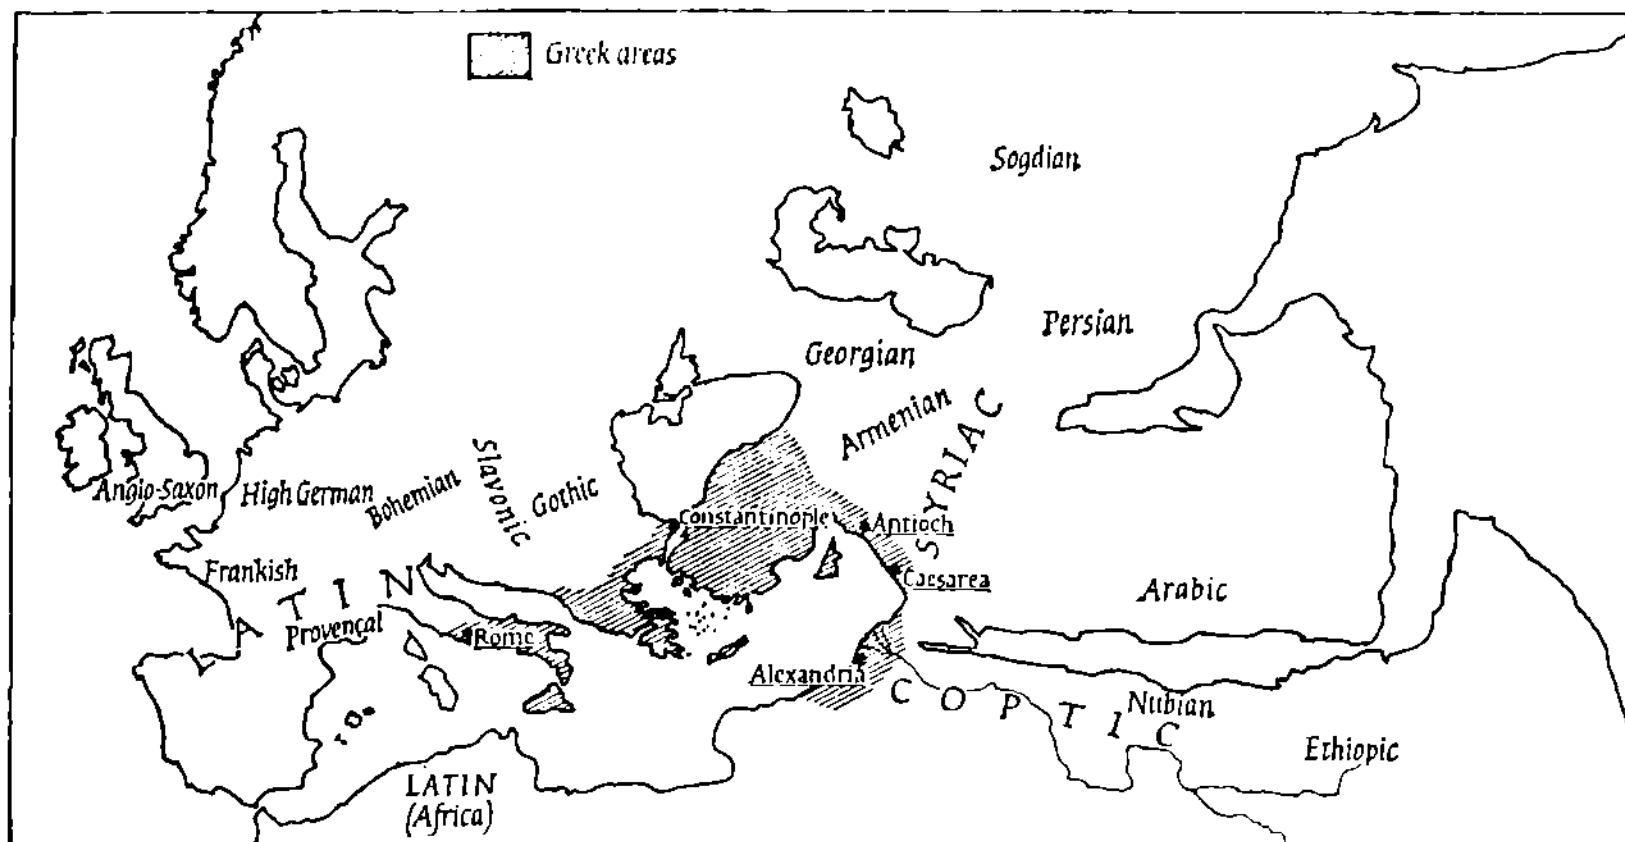 Greek areas
Sogdian
Persian
Georgian
Armenian
SYRIAC
Anglo-Saxon
High German
Bohemian
Slavonic
Gothic
Constantinople
Antioch
Frankish
Caesarea
ATIN
Provençal
Rome
Arabic
Alexandria
COPTIC
Nubian
Ethiopic
LATIN
(Africa)